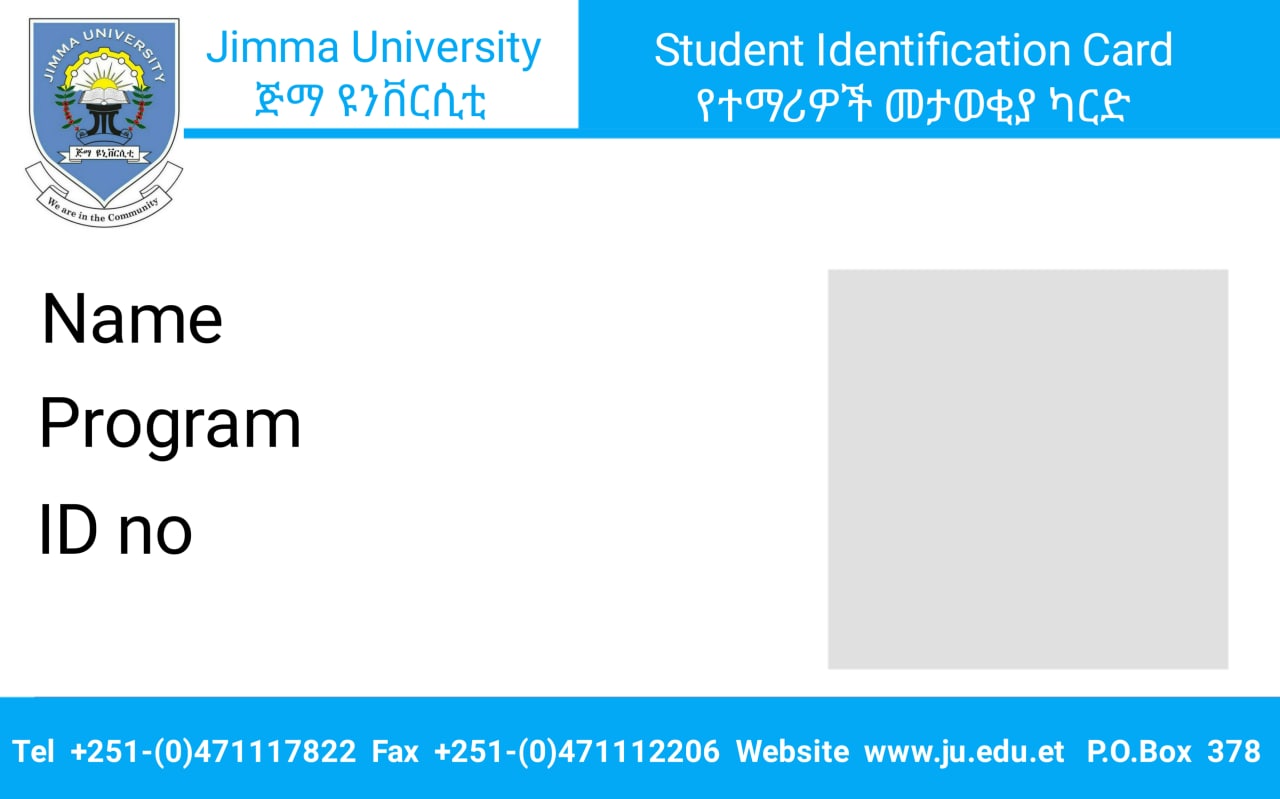 JIMMA UNIVERSITY
ጅማ ዩኒቨርሲቲ
We are in the Community
Jimma University
ጅማ ዩንቨርሲቲ
Student Identification Card
የተማሪዎች መታወቂያ ካርድ
Name
Program
ID no
Tel +251-(0)471117822 Fax +251-(0)471112206 Website www.ju.edu.et P.O.Box 378